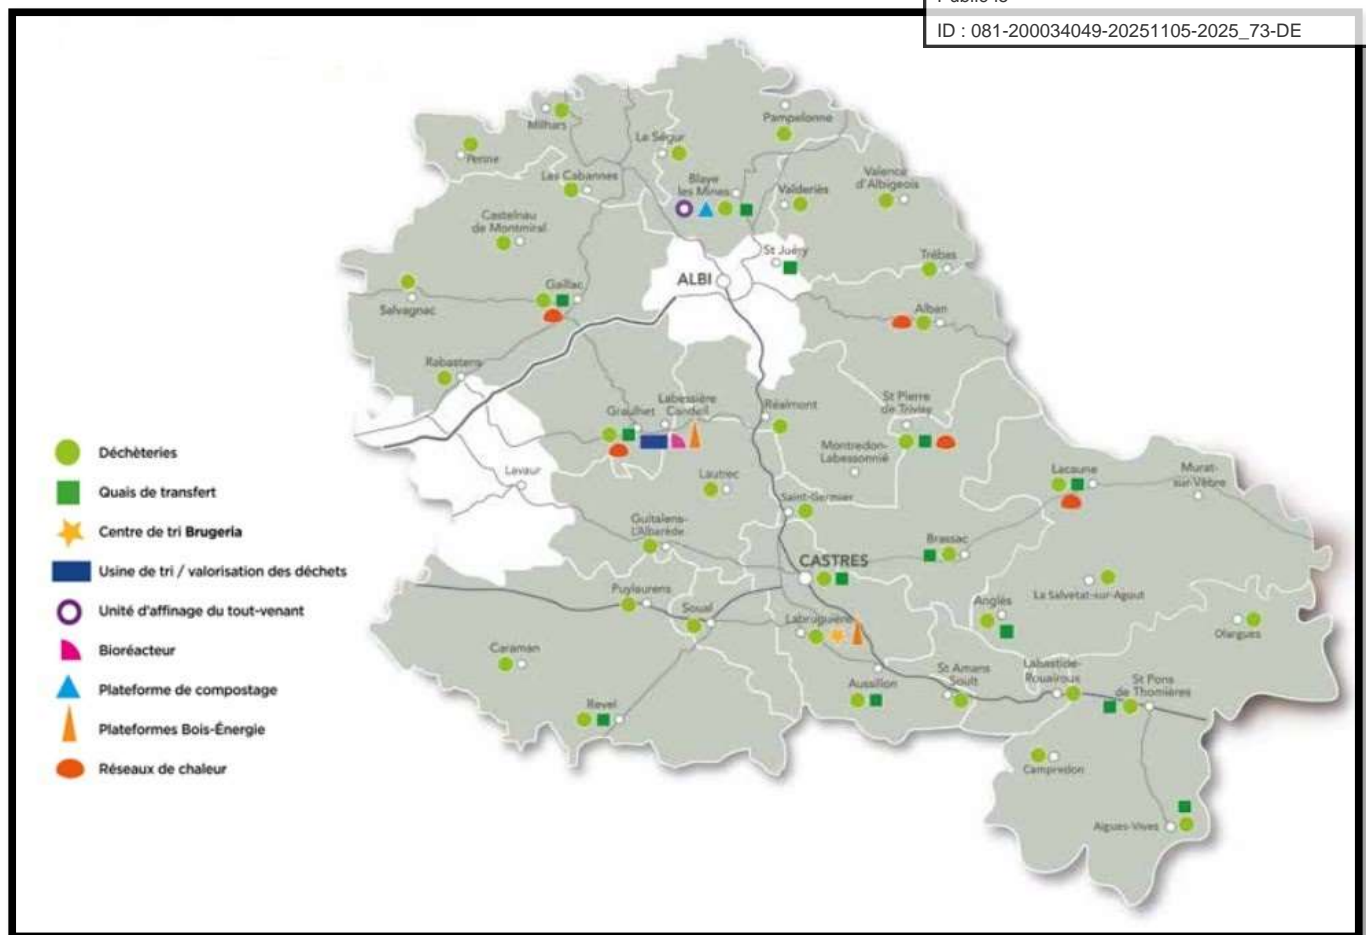 ID : 081-200034049-20251105-2025_73-DE
Milhars
Penne
Le Ségur
Pampelonne
Les Cabannes
Blaye
les Mines
Valderiès
Valence
d'Albigeois
Castelnau
de Montmiral
St Juéry
Trébas
ALBI
Gaillac
Salvagnac
Alban
Rabastens
Graulhet
Labessière
Candeil
Réalmont
St Pierre
de Trivisy
Montredon-
Labessonnié
Lavaur
Lautrec
Lacaune
Murat-
sur-Vèbre
Saint-Germier
Guitalens-
L'Albarède
Brassac
CASTRES
La Salvetat-sur-Agout
Puylaurens
Soual
Anglès
Labruguière
Olargues
Caraman
Aussillon
St Amans
Soult
Labastide-
Rouairoux
St Pons
de Thomières
Revel
Campredon
Aigues-Vives
Déchèteries
Quais de transfert
Centre de tri Brugeria
Usine de tri / valorisation des déchets
Unité d'affinage du tout-venant
Bioréacteur
Plateforme de compostage
Plateformes Bois-Énergie
Réseaux de chaleur